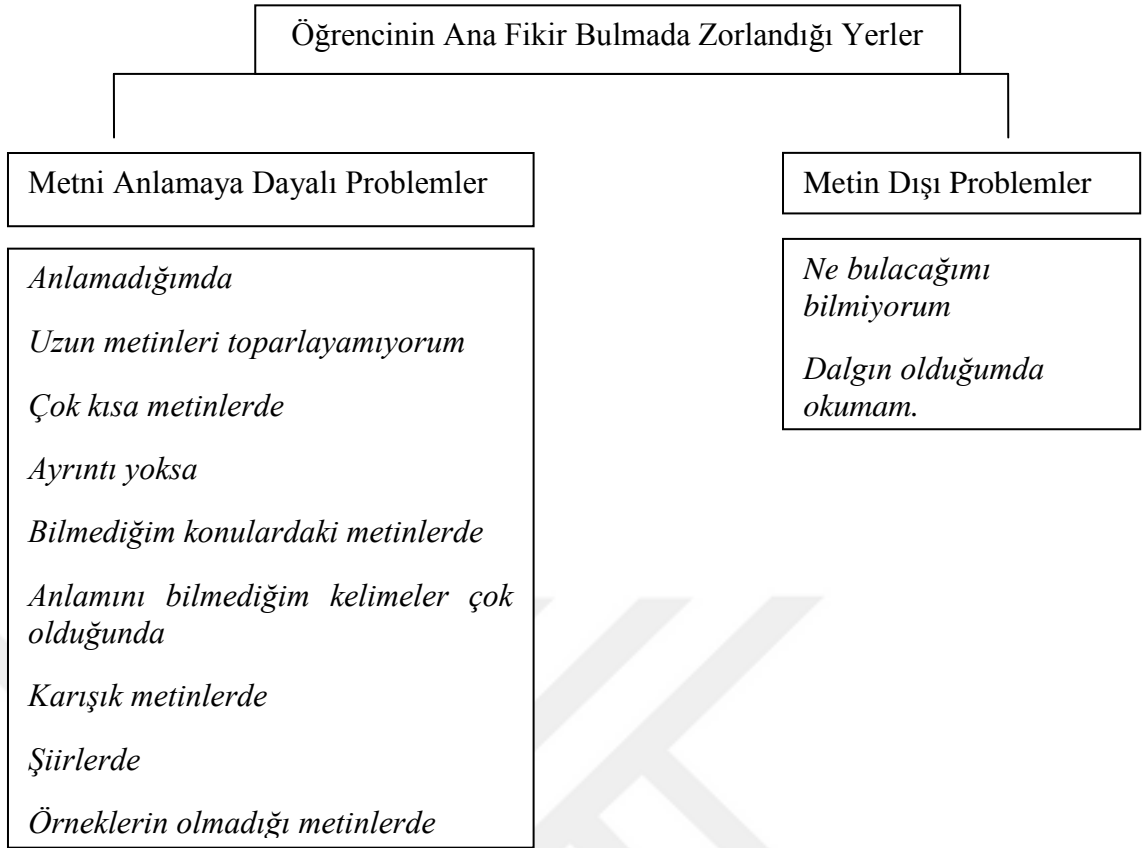 Öğrencinin Ana Fikir Bulmada Zorlandığı Yerler
Metni Anlamaya Dayalı Problemler
Anlamadığımda
Uzun metinleri toparlayamıyorum
Çok kısa metinlerde
Ayrıntı yoksa
Bilmediğim konulardaki metinlerde
Anlamını bilmediğim kelimeler çok
olduğunda
Karışık metinlerde
Şiirlerde
Örneklerin olmadığı metinlerde
Metin Dışı Problemler
Ne bulacağımı
bilmiyorum
Dalgın olduğumda
okumam.